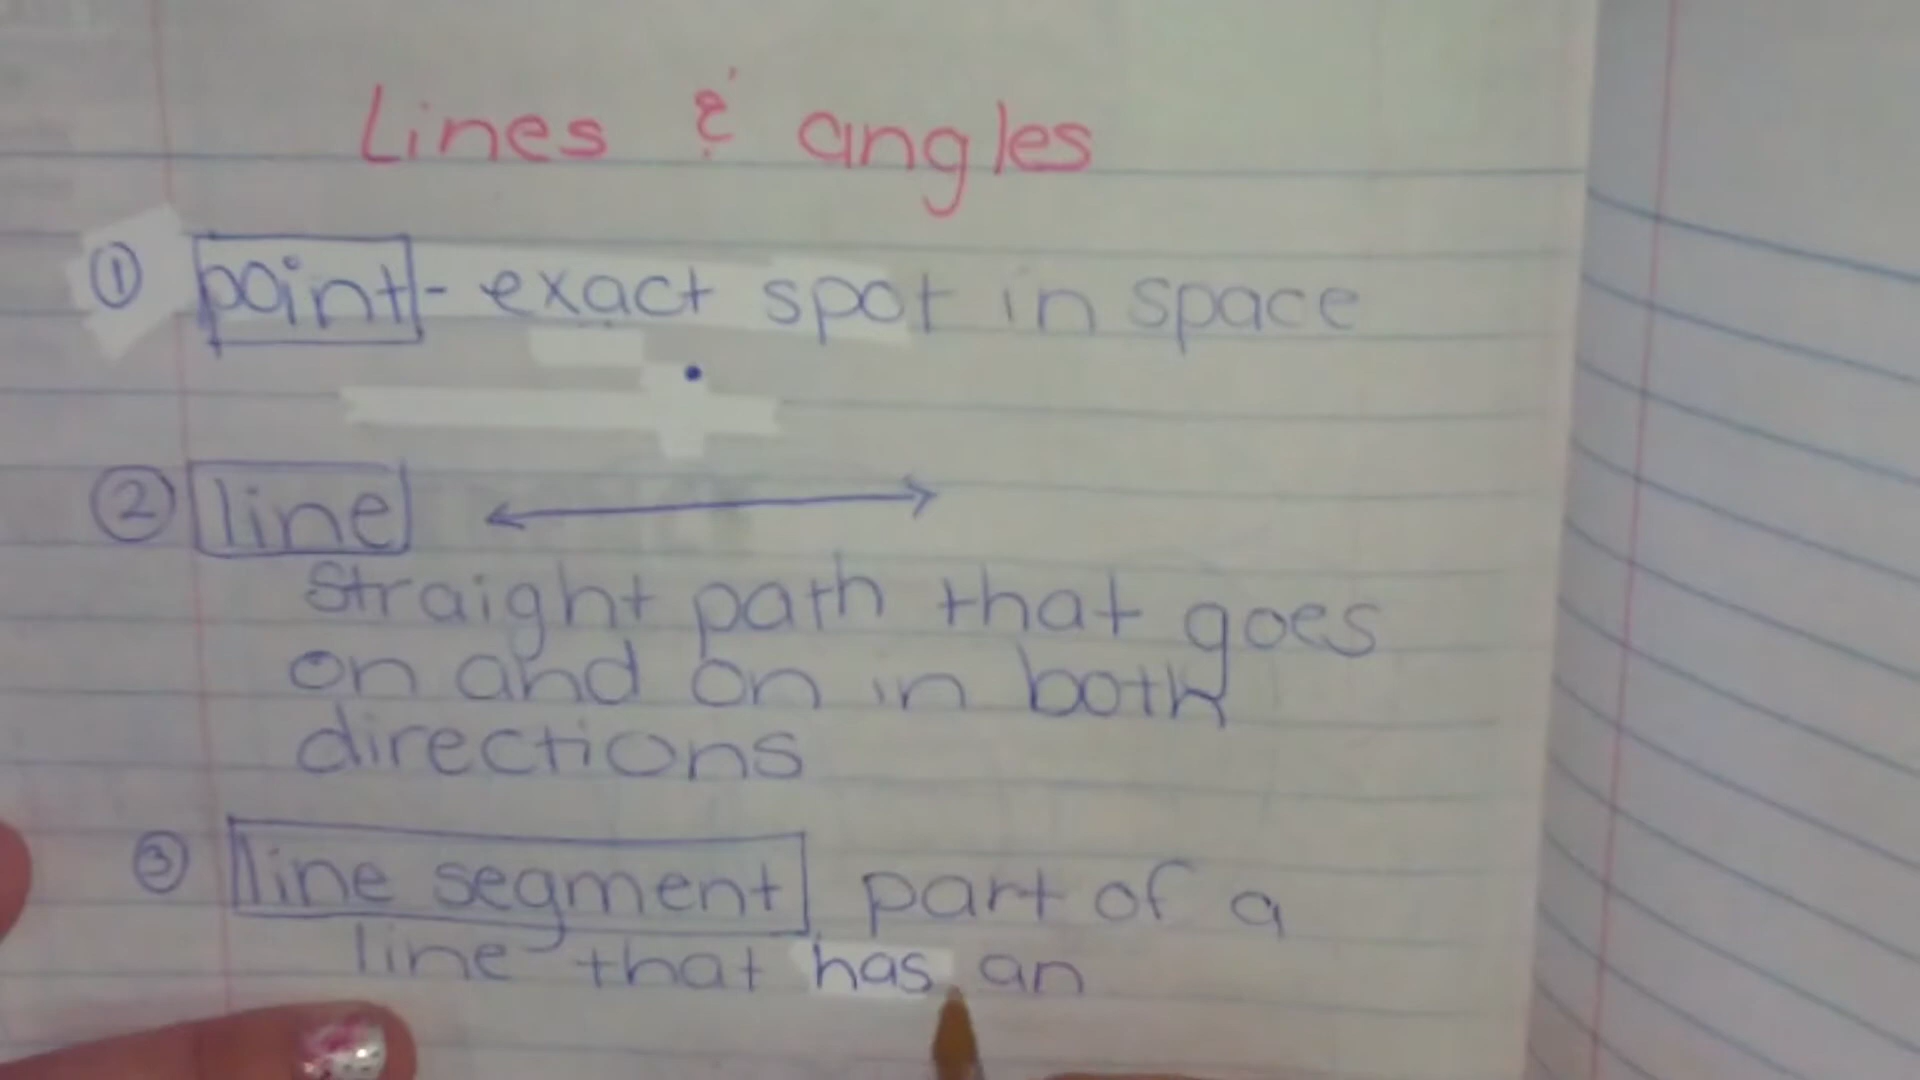 Lines & angles
① point - exact spot in space
② line
straight path that goes
on and on in both
directions
③ line segment part of a
line that has an